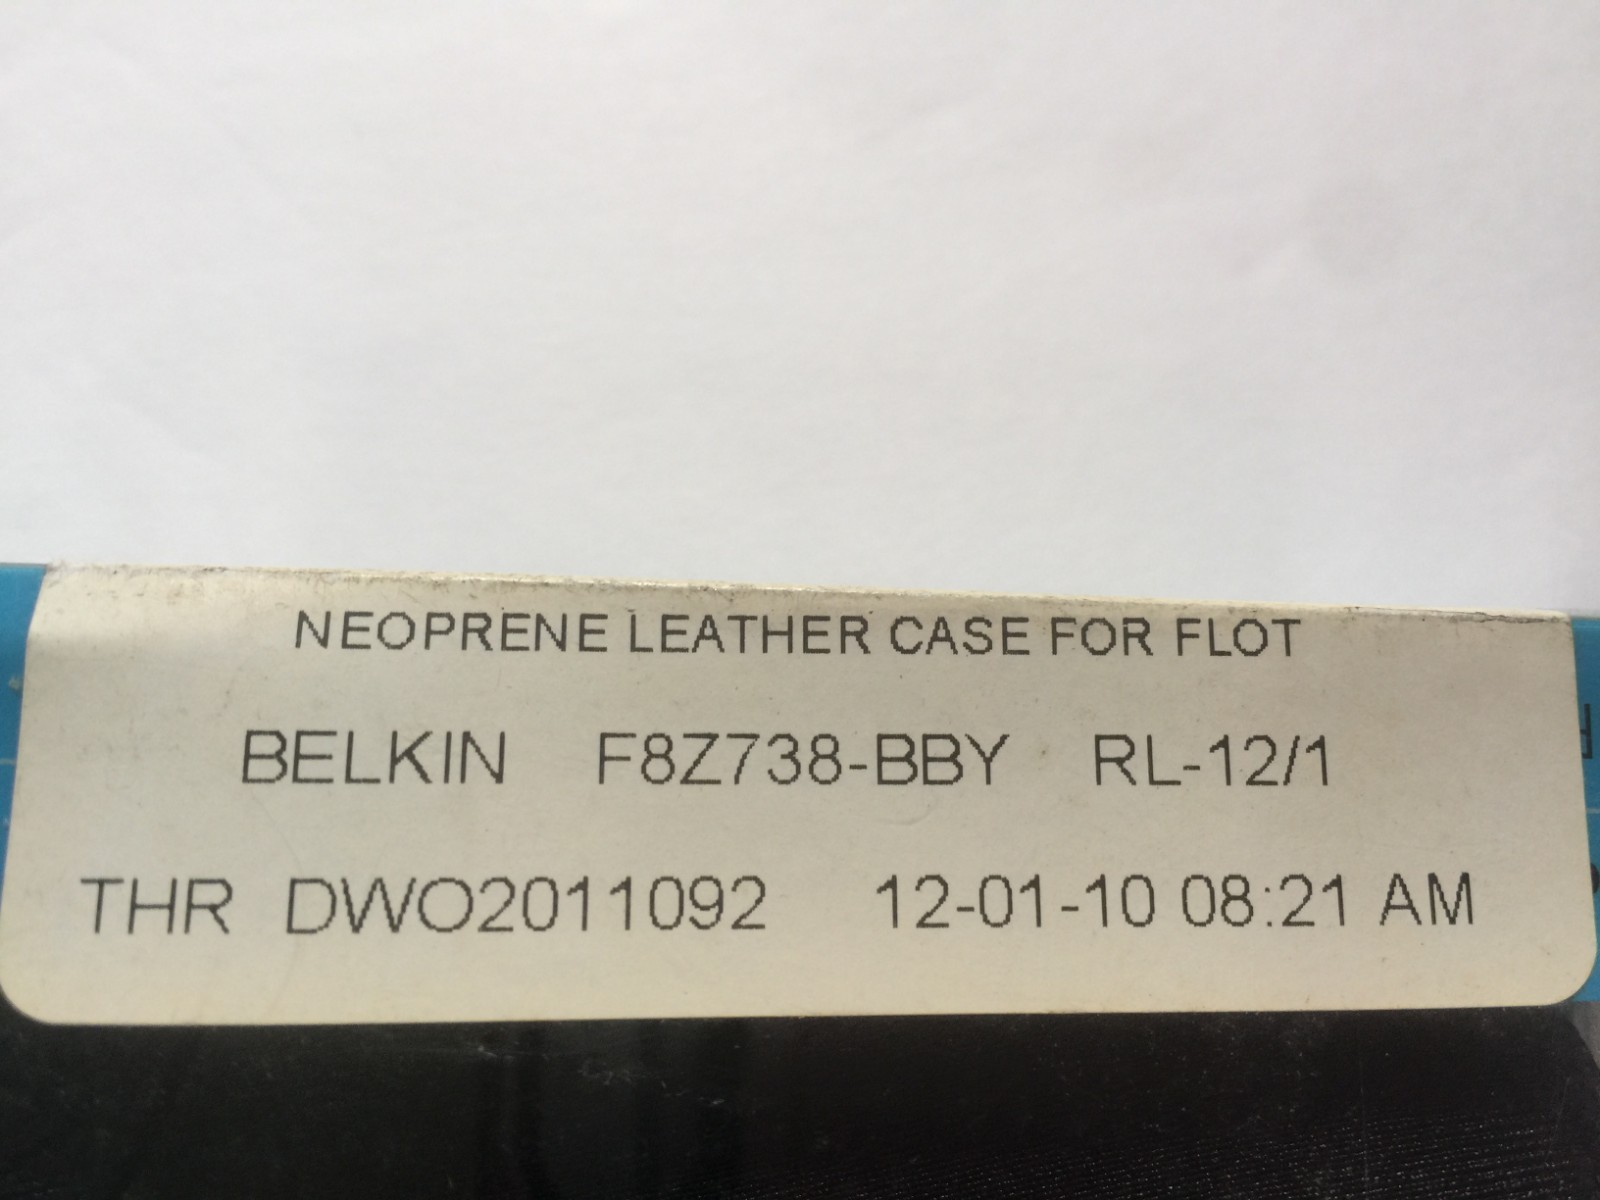 NEOPRENE LEATHER CASE FOR FLOT
BELKIN F8Z738-BBY RL-12/1
THR DWO2011092 12-01-10 08:21 AM